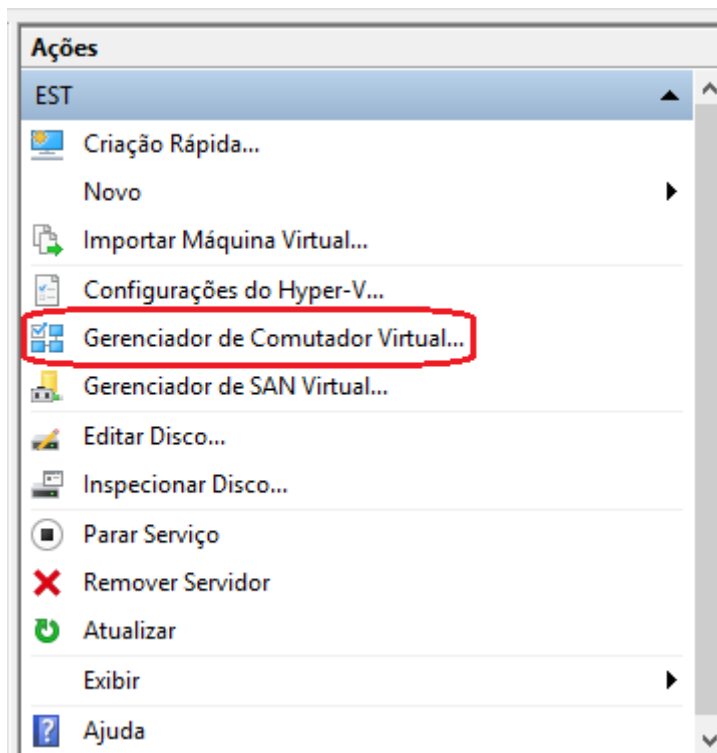 Ações
EST
Criação Rápida...
Novo
Importar Máquina Virtual...
Configurações do Hyper-V...
Gerenciador de Comutador Virtual...
Gerenciador de SAN Virtual...
Editar Disco...
Inspecionar Disco...
Parar Serviço
Remover Servidor
Atualizar
Exibir
Ajuda